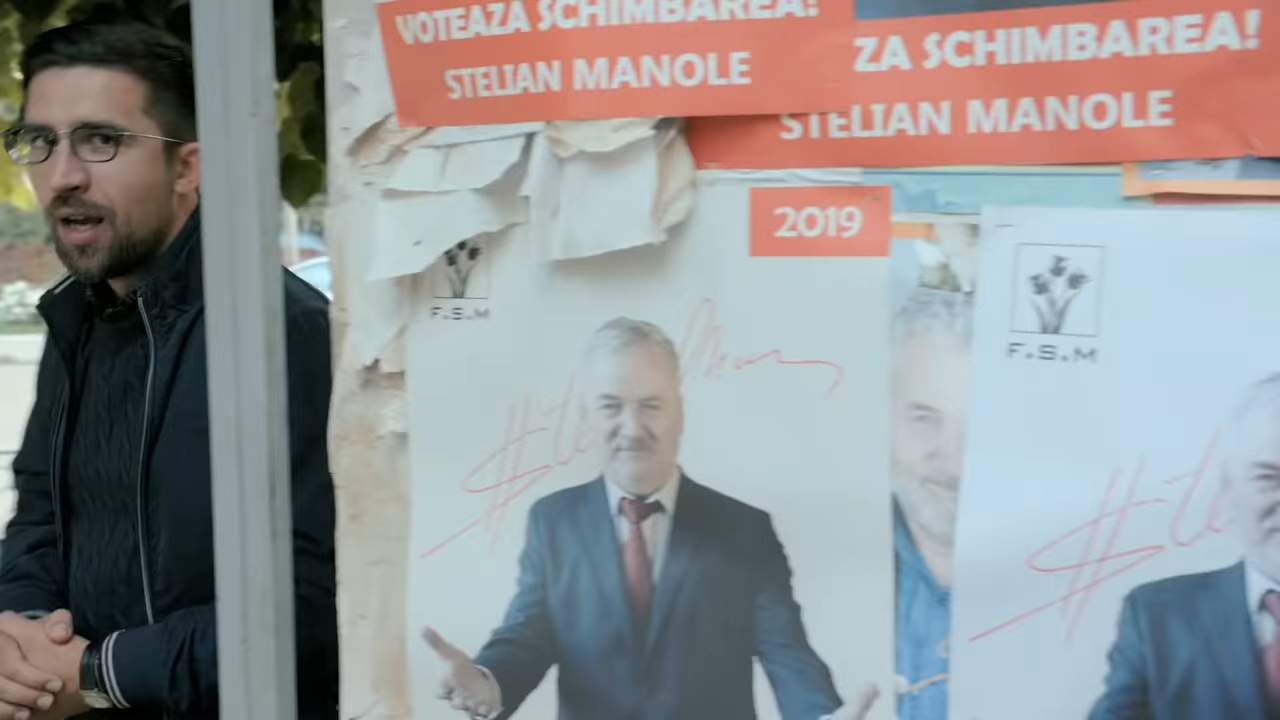 VOTEAZA SCHIMBAREA!
STELIAN MANOLE
ZA SCHIMBAREA!
STELIAN MANOLE
2019
F.S.M
F.S.M